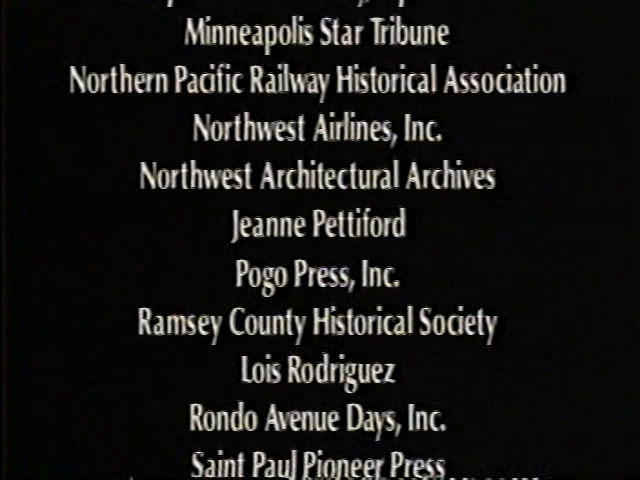 Minneapolis Star Tribune
Northern Pacific Railway Historical Association
Northwest Airlines, Inc.
Northwest Architectural Archives
Jeanne Pettiford
Pogo Press, Inc.
Ramsey County Historical Society
Lois Rodriguez
Rondo Avenue Days, Inc.
Saint Paul Pioneer Press